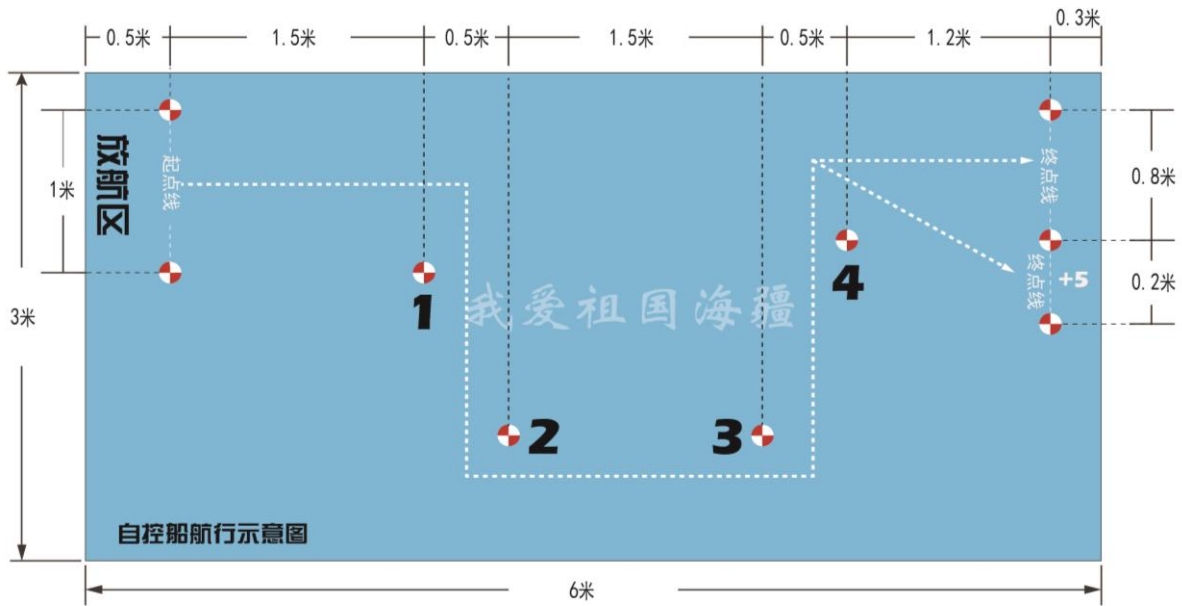 0.3米
0.5米
1.5米
0.5米
1.5米
0.5米
1.2米
放航区
起点线
1米
终点线
0.8米
4
终点线
+5
0.2米
1
我爱祖国海疆
3米
2
3
自控船航行示意图
6米